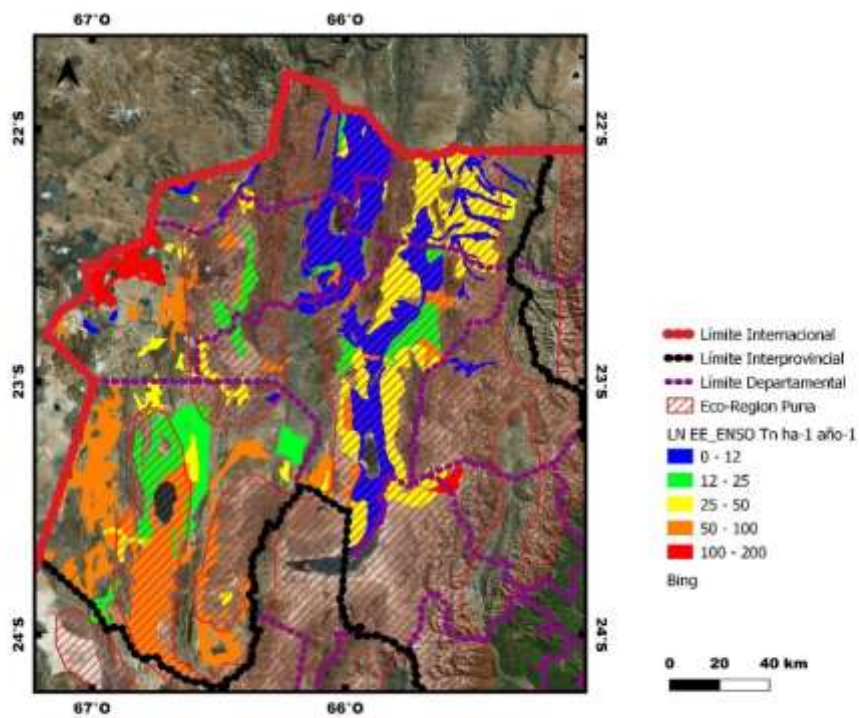 67°O 66°O
22°S 22°S
23°S 23°S
24°S 24°S
67°O 66°O
Límite Internacional
Límite Interprovincial
Límite Departamental
Eco-Region Puna
LN EE_ENSO Tn ha-1 año-1
0 - 12
12 - 25
25 - 50
50 - 100
100 - 200
Bing
0 20 40 km